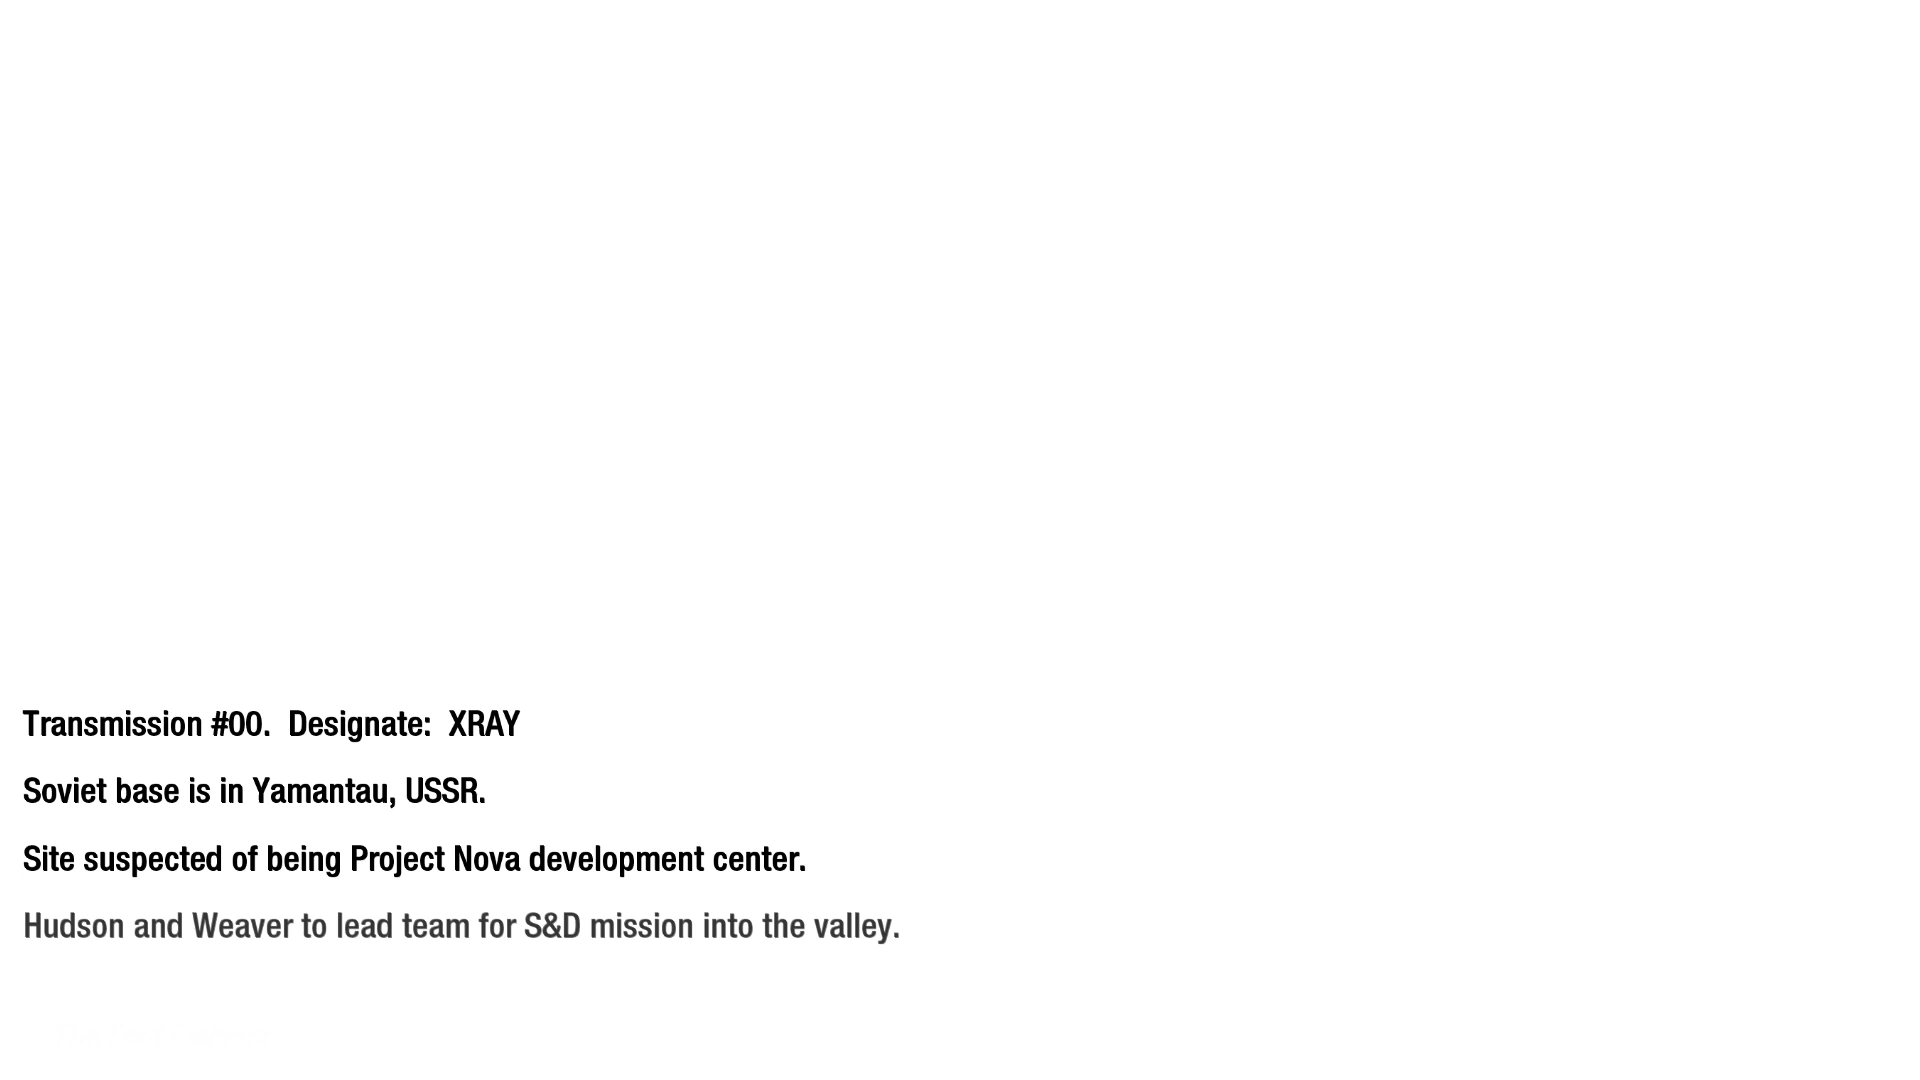 Transmission #00.  Designate:  XRAY
Soviet base is in Yamantau, USSR.
Site suspected of being Project Nova development center.
Hudson and Weaver to lead team for S&D mission into the valley.